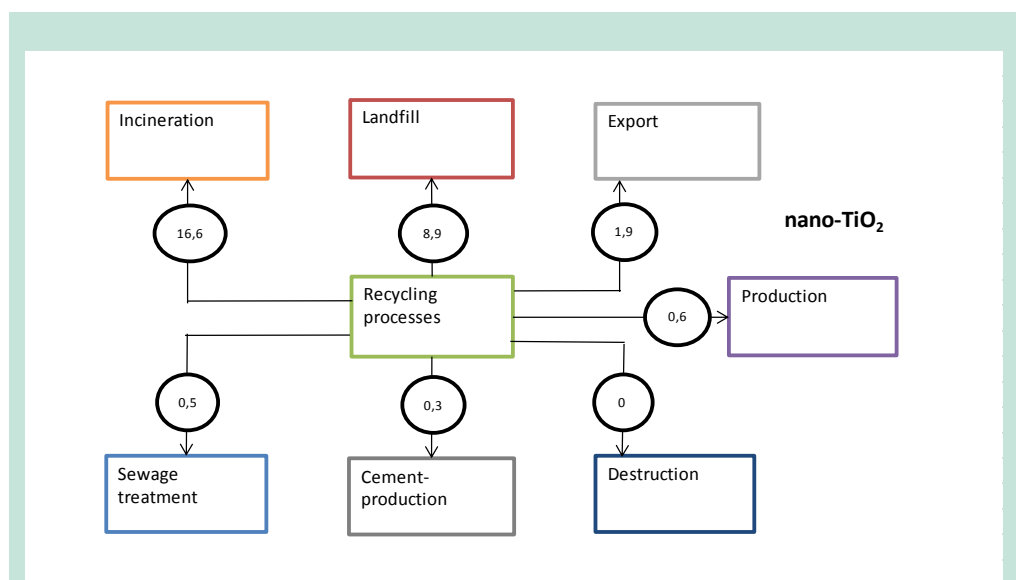 Incineration
Landfill
Export
16,6
8,9
1,9
nano-TiO₂
Recycling
processes
Production
0,6
0,5
0,3
0
Sewage
treatment
Cement-
production
Destruction